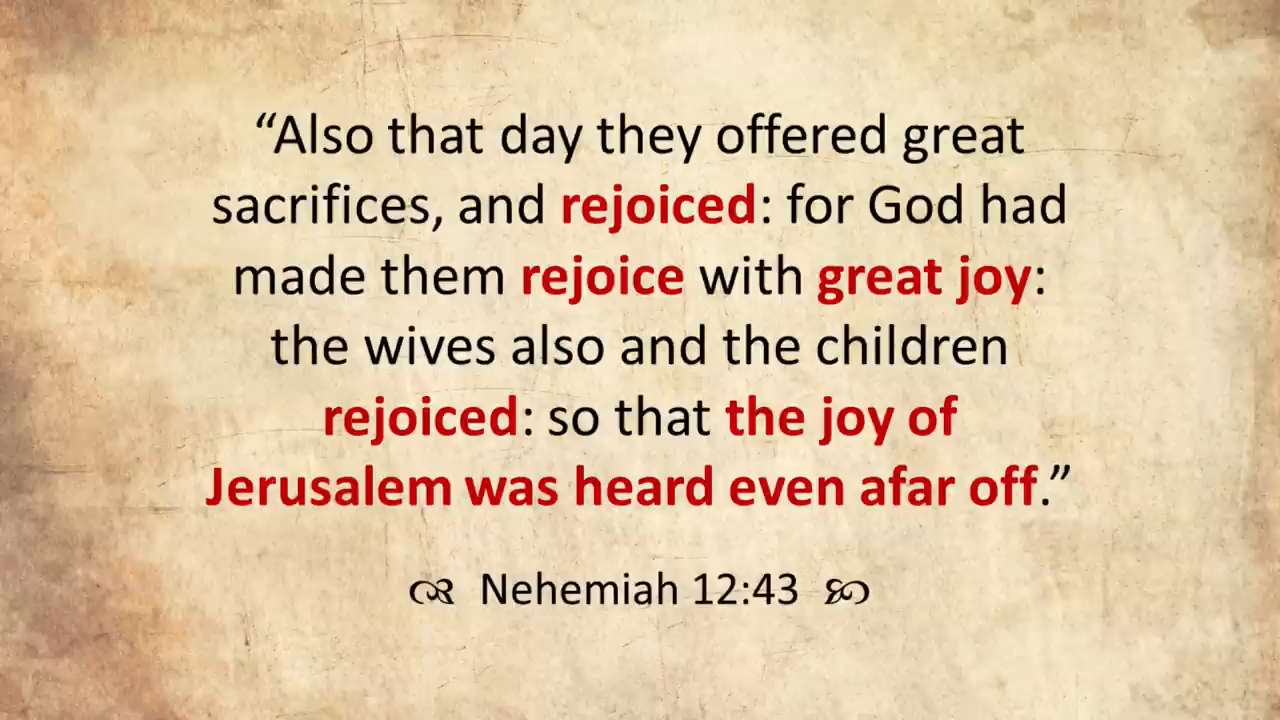 “Also that day they offered great
sacrifices, and rejoiced: for God had
made them rejoice with great joy:
the wives also and the children
rejoiced: so that the joy of
Jerusalem was heard even afar off.”
Nehemiah 12:43